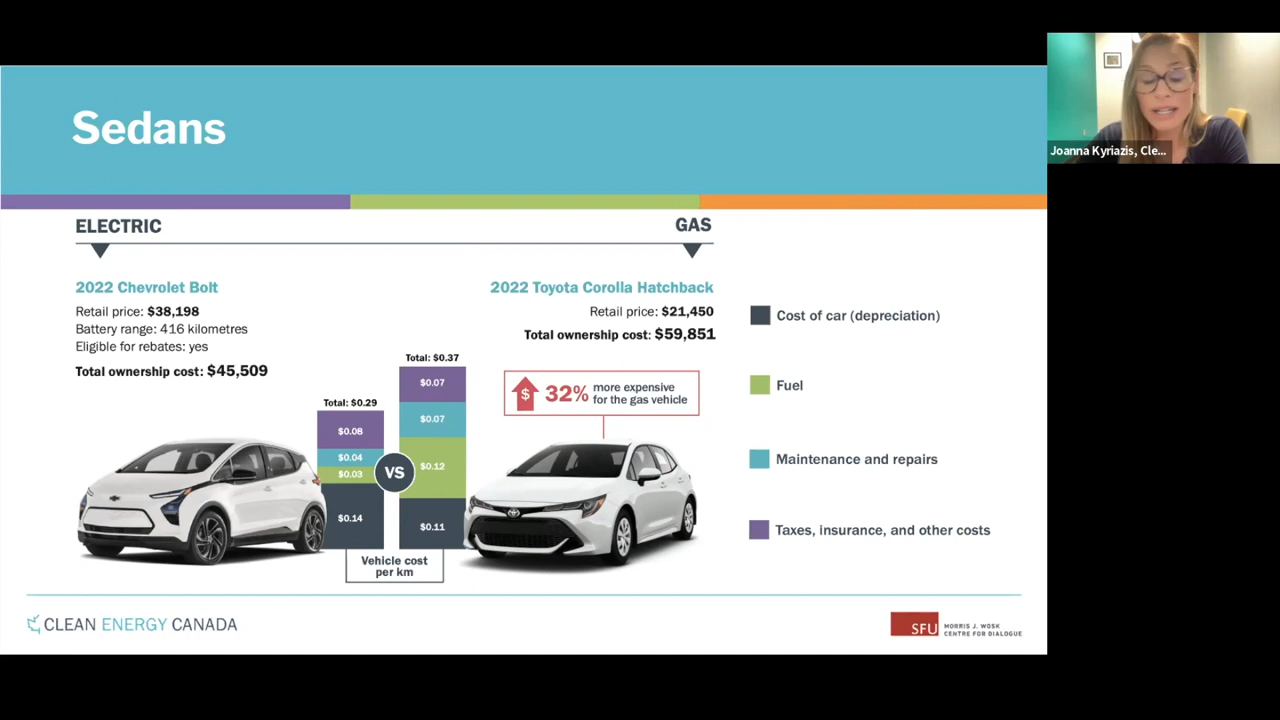 Sedans
Joanna Kyriazis, Cle...
ELECTRIC
GAS
2022 Chevrolet Bolt
Retail price: $38,198
Battery range: 416 kilometres
Eligible for rebates: yes
Total ownership cost: $45,509
2022 Toyota Corolla Hatchback
Retail price: $21,450
Total ownership cost: $59,851
$
32%
more expensive
for the gas vehicle
Total: $0.29
$0.08
$0.04
$0.03
$0.14
VS
Total: $0.37
$0.07
$0.07
$0.12
$0.11
Vehicle cost
per km
Cost of car (depreciation)
Fuel
Maintenance and repairs
Taxes, insurance, and other costs
CLEAN ENERGY CANADA
SFU
MORRIS J. WOSK
CENTRE FOR DIALOGUE